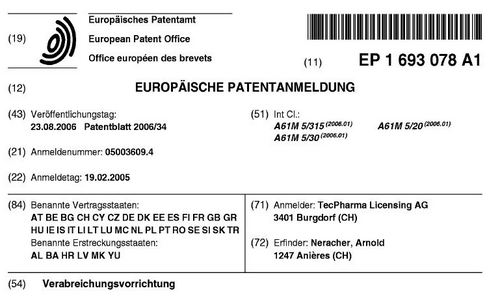 Europäisches Patentamt
(19)
European Patent Office
Office européen des brevets
(11) EP 1 693 078 A1
(12) EUROPÄISCHE PATENTANMELDUNG
(43) Veröffentlichungstag:
23.08.2006 Patentblatt 2006/34
(51) Int Cl.:
A61M 5/315 (2006.01) A61M 5/20 (2006.01)
A61M 5/30 (2006.01)
(21) Anmeldenummer: 05003609.4
(22) Anmeldetag: 19.02.2005
(84) Benannte Vertragsstaaten:
AT BE BG CH CY CZ DE DK EE ES FI FR GB GR
HU IE IS IT LI LT LU MC NL PL PT RO SE SI SK TR
Benannte Erstreckungsstaaten:
AL BA HR LV MK YU
(71) Anmelder: TecPharma Licensing AG
3401 Burgdorf (CH)
(72) Erfinder: Neracher, Arnold
1247 Anières (CH)
(54) Verabreichungsvorrichtung